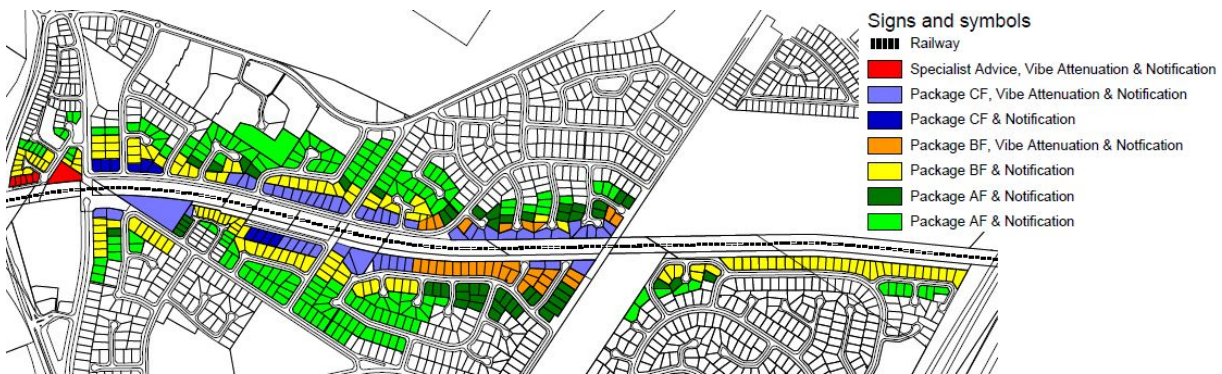 Signs and symbols
Railway
Specialist Advice, Vibe Attenuation & Notification
Package CF, Vibe Attenuation & Notification
Package CF & Notification
Package BF, Vibe Attenuation & Notification
Package BF & Notification
Package AF & Notification
Package AF & Notification